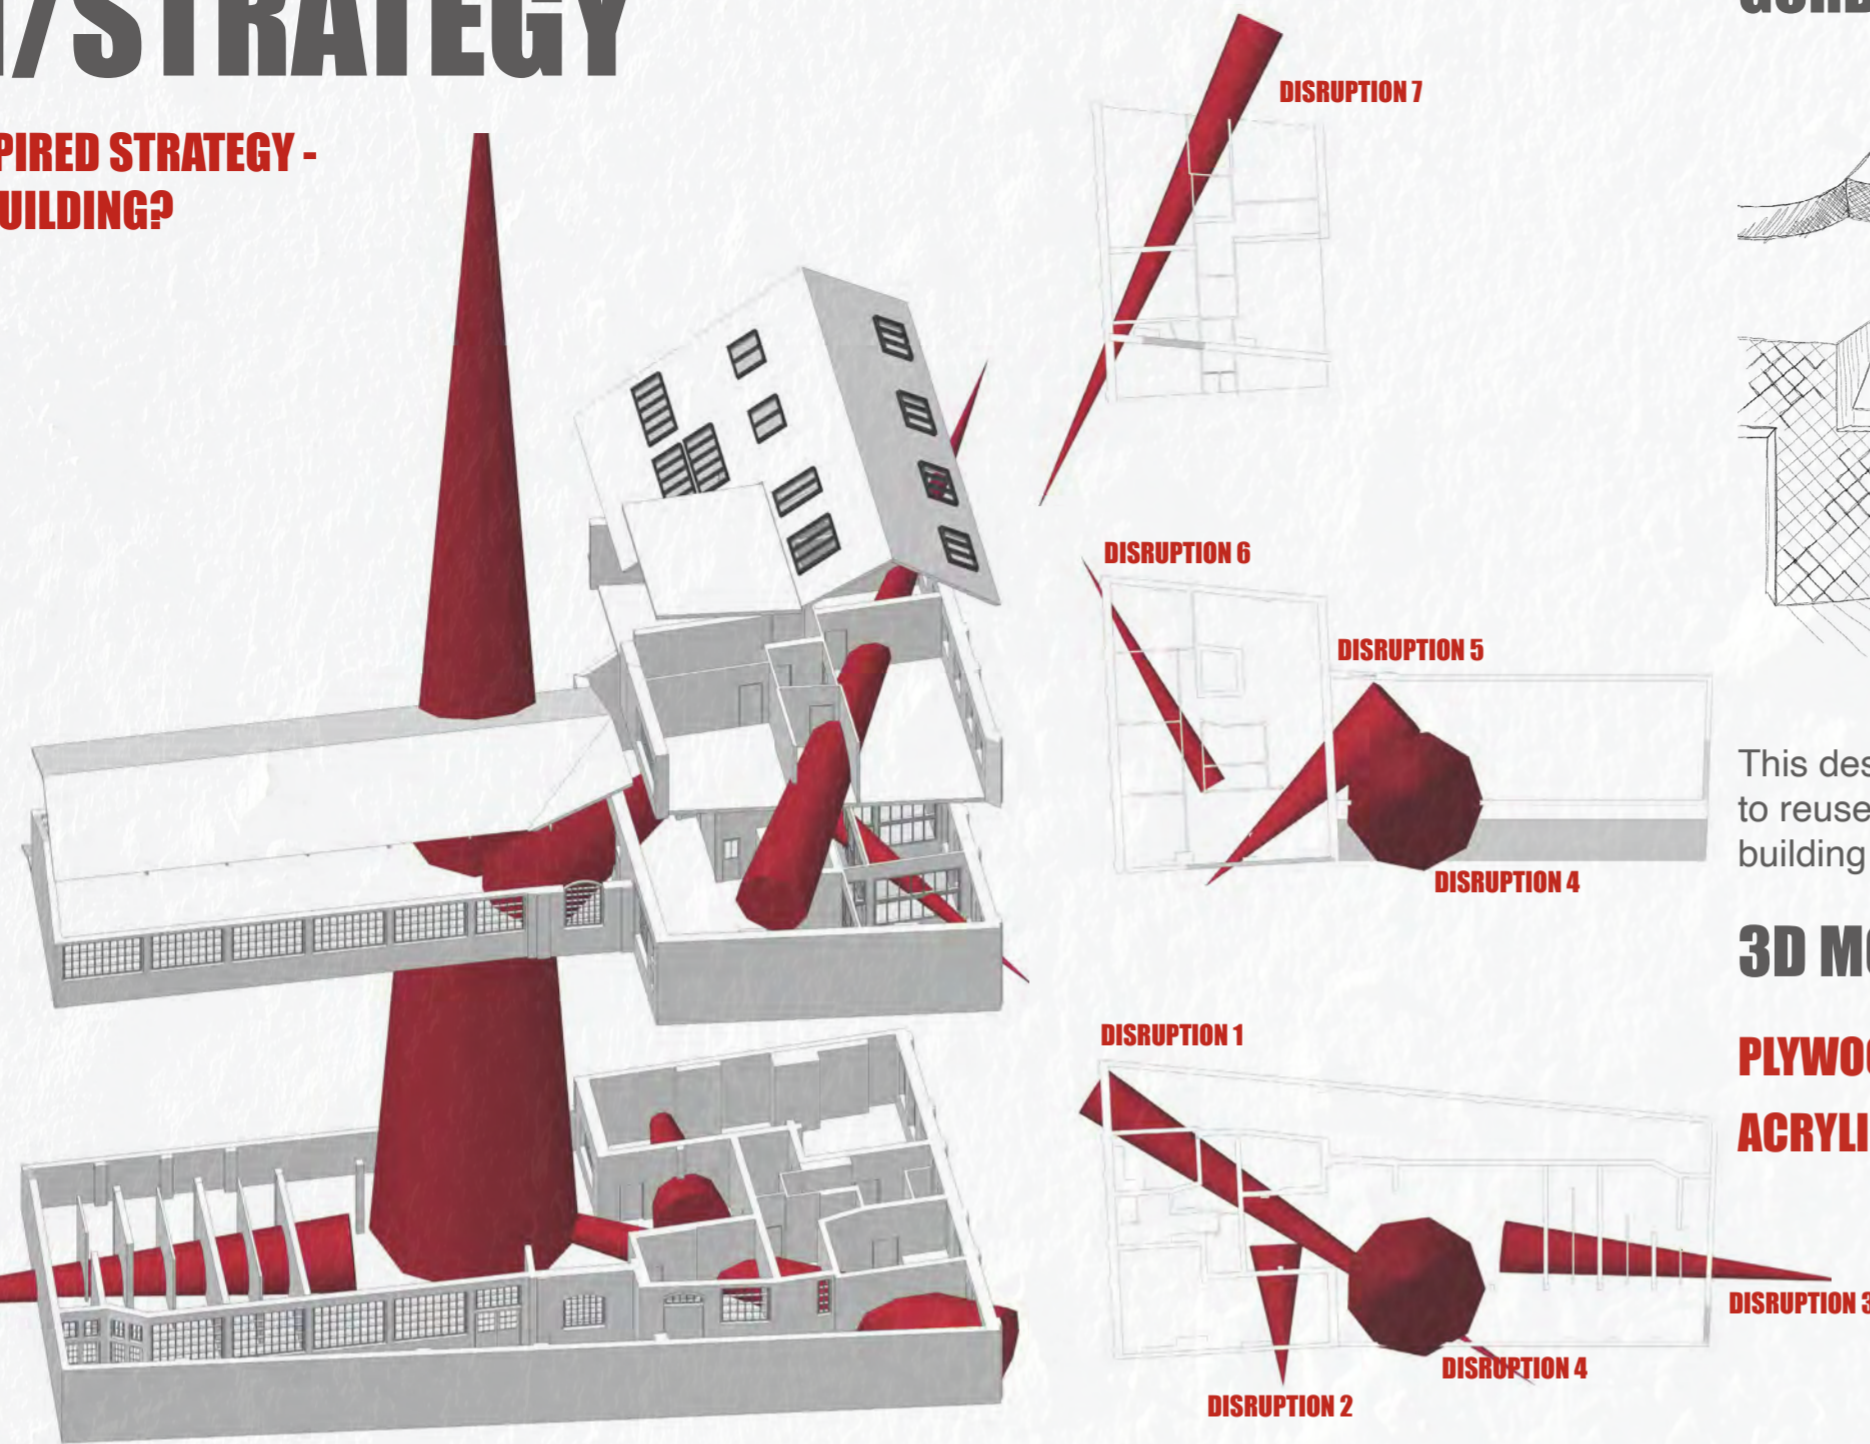 /STRATEGY
PIRED STRATEGY -
UILDING?
DISRUPTION 7
DISRUPTION 6
DISRUPTION 5
DISRUPTION 4
DISRUPTION 1
DISRUPTION 3
DISRUPTION 4
DISRUPTION 2
This des
to reuse
building
3D M
PLYWO
ACRYLI